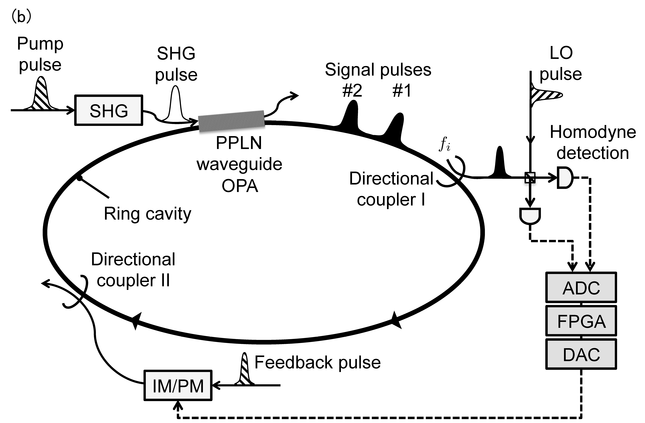 (b)
Pump
pulse
SHG
SHG
pulse
Signal pulses
#2 #1
LO
pulse
PPLN
waveguide
OPA
f_i
Directional
coupler I
Homodyne
detection
Ring cavity
Directional
coupler II
ADC
FPGA
DAC
IM/PM
Feedback pulse